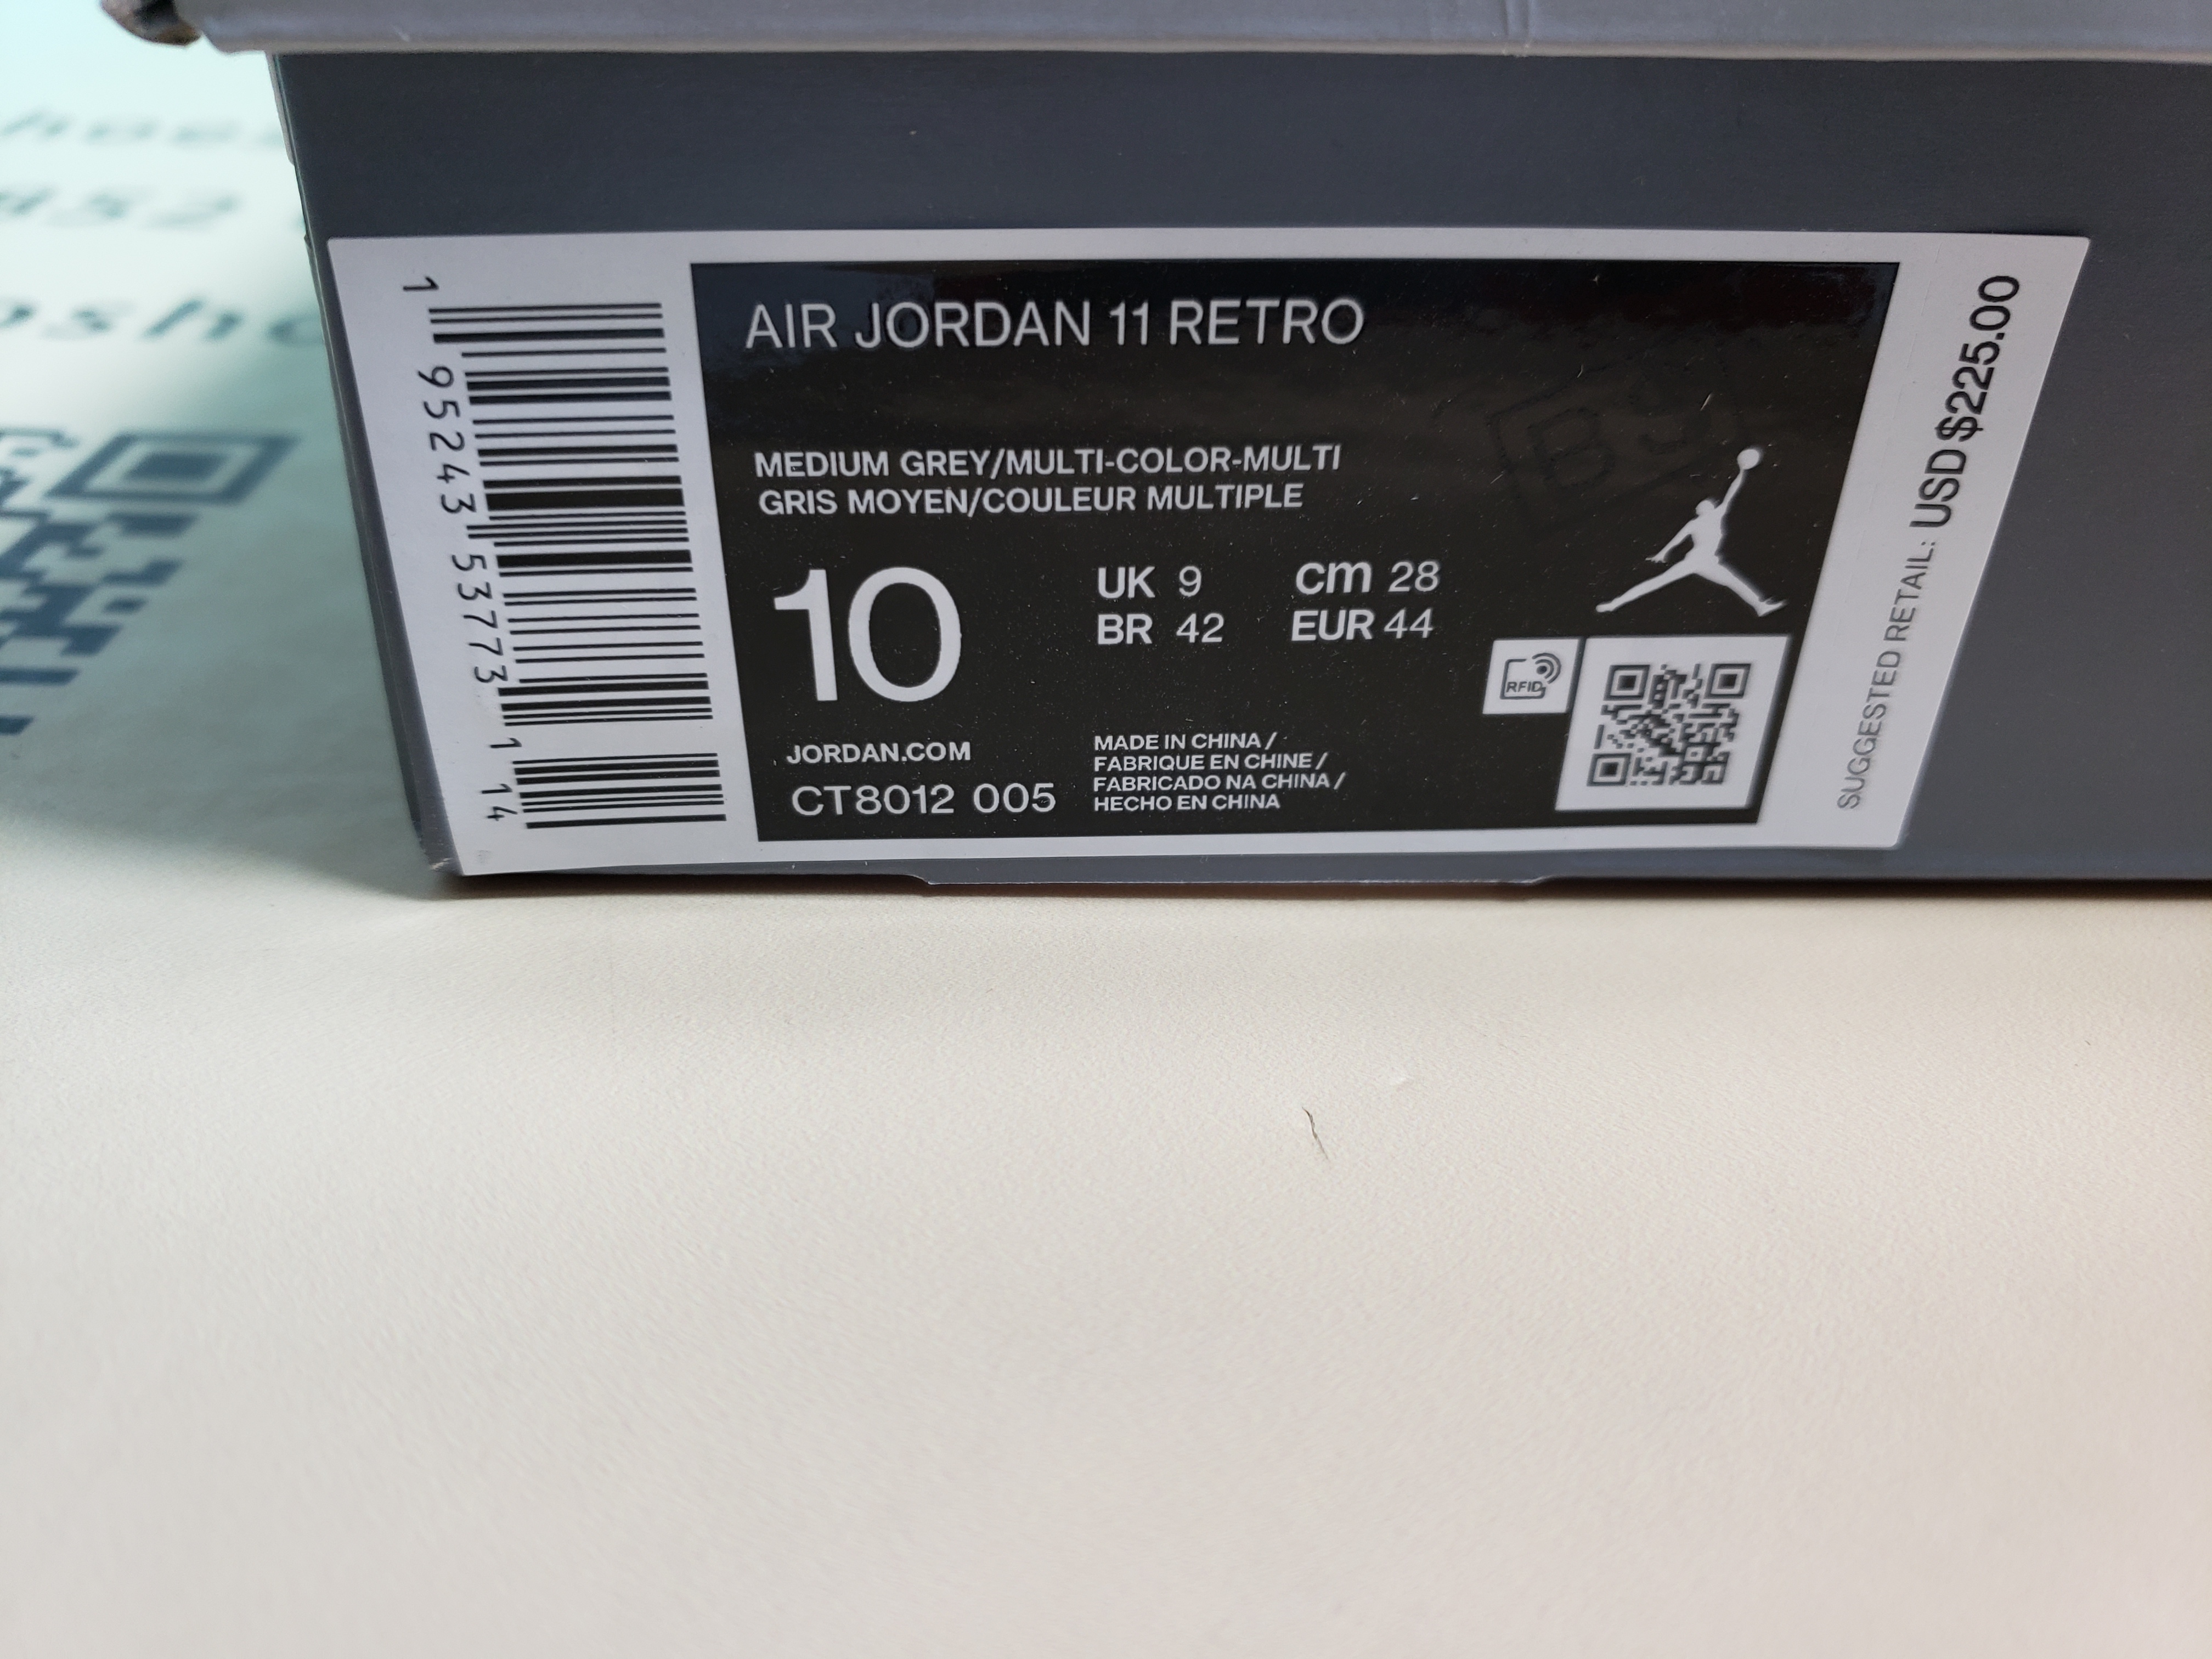 1 95243 53773 1 14
AIR JORDAN 11 RETRO
MEDIUM GREY/MULTI-COLOR-MULTI
GRIS MOYEN/COULEUR MULTIPLE
10
UK 9 cm 28
BR 42 EUR 44
JORDAN.COM
CT8012 005
MADE IN CHINA /
FABRIQUE EN CHINE /
FABRICADO NA CHINA /
HECHO EN CHINA
RFID
SUGGESTED RETAIL: USD$225.00